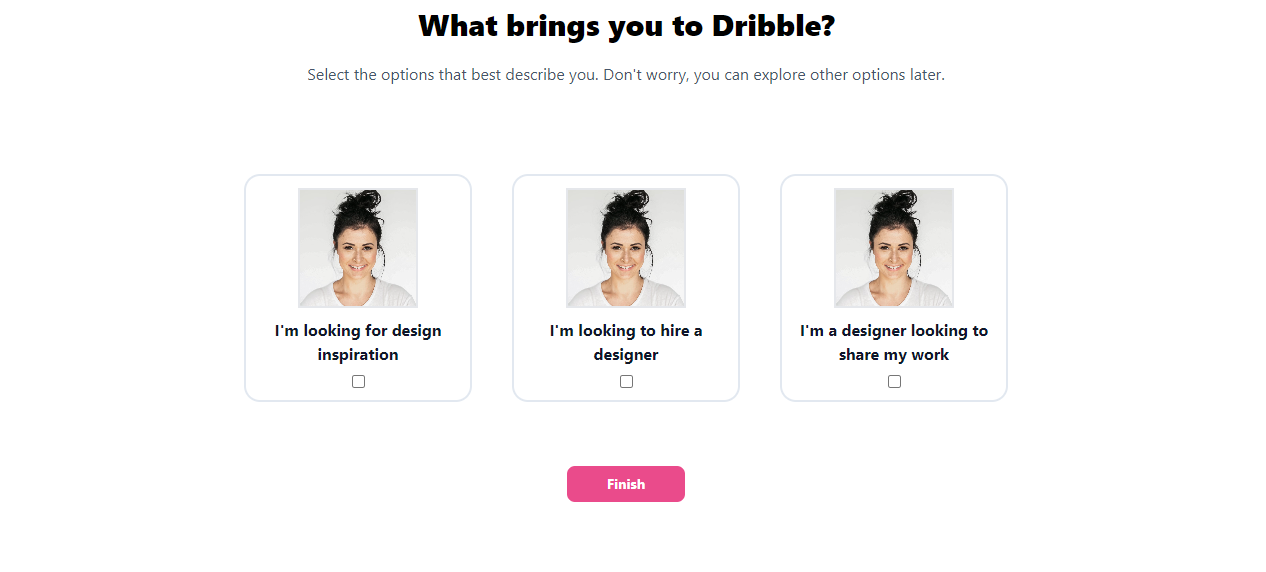 What brings you to Dribble?
Select the options that best describe you. Don't worry, you can explore other options later.
I'm looking for design
inspiration
I'm looking to hire a
designer
I'm a designer looking to
share my work
Finish